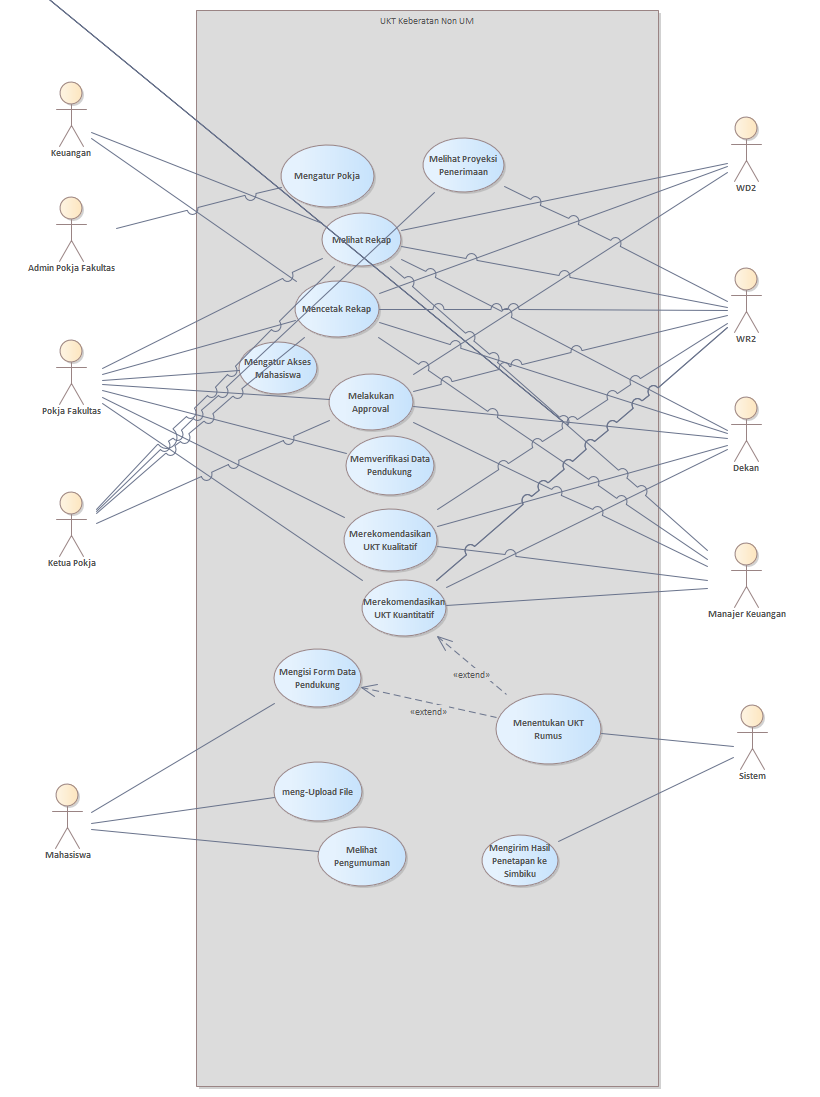 UKT Keberatan Non UM
Keuangan
Admin Pokja Fakultas
Pokja Fakultas
Ketua Pokja
Mahasiswa
Mengatur Pokja
Melihat Proyeksi
Penerimaan
Melihat Rekap
Mencetak Rekap
Mengatur Akses
Mahasiswa
Melakukan
Approval
Memverifikasi Data
Pendukung
Merekomendasikan
UKT Kualitatif
Merekomendasikan
UKT Kuantitatif
Mengisi Form Data
Pendukung
«extend»
«extend»
Menentukan UKT
Rumus
meng-Upload File
Melihat
Pengumuman
Mengirim Hasil
Penetapan ke
Simbiku
WD2
WR2
Dekan
Manajer Keuangan
Sistem